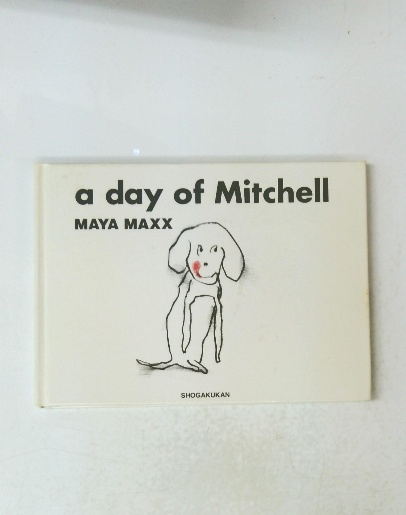 a day of Mitchell
MAYA MAXX
SHOGAKUKAN